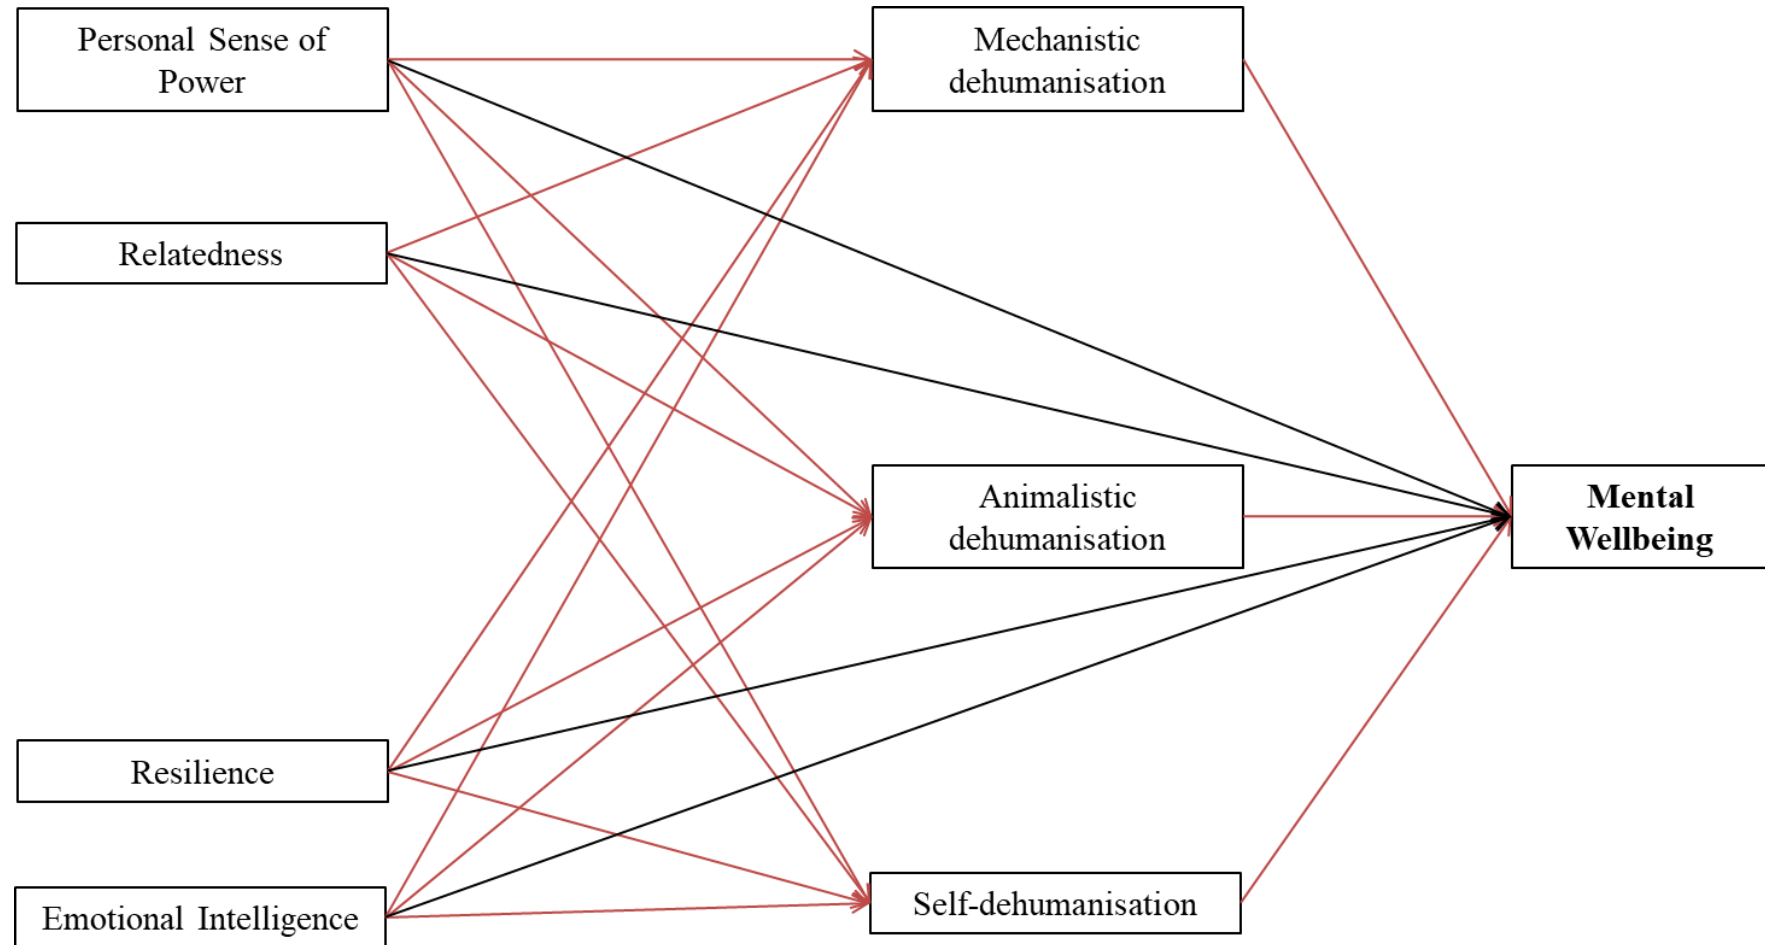 Personal Sense of
Power
Mechanistic
dehumanisation
Relatedness
Animalistic
dehumanisation
Mental
Wellbeing
Resilience
Self-dehumanisation
Emotional Intelligence